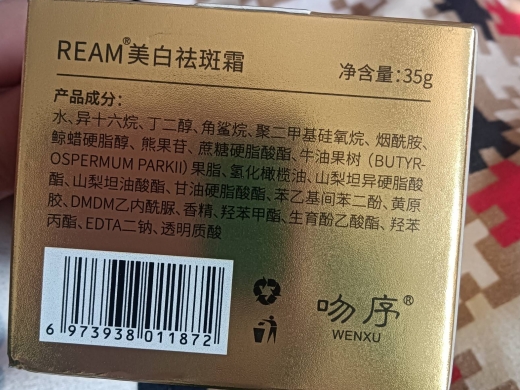 REAM®美白祛斑霜
净含量:35g
产品成分:
水、异十六烷、丁二醇、角鲨烷、聚二甲基硅氧烷、烟酰胺、
鲸蜡硬脂醇、熊果苷、蔗糖硬脂酸酯、牛油果树(BUTYR-
OSPERMUM PARKII)果脂、氢化橄榄油、山梨坦异硬脂酸
酯、山梨坦油酸酯、甘油硬脂酸酯、苯乙基间苯二酚、黄原
胶、DMDM乙内酰脲、香精、羟苯甲酯、生育酚乙酸酯、羟苯
丙酯、EDTA二钠、透明质酸
6 973938 011872
吻序®
WENXU